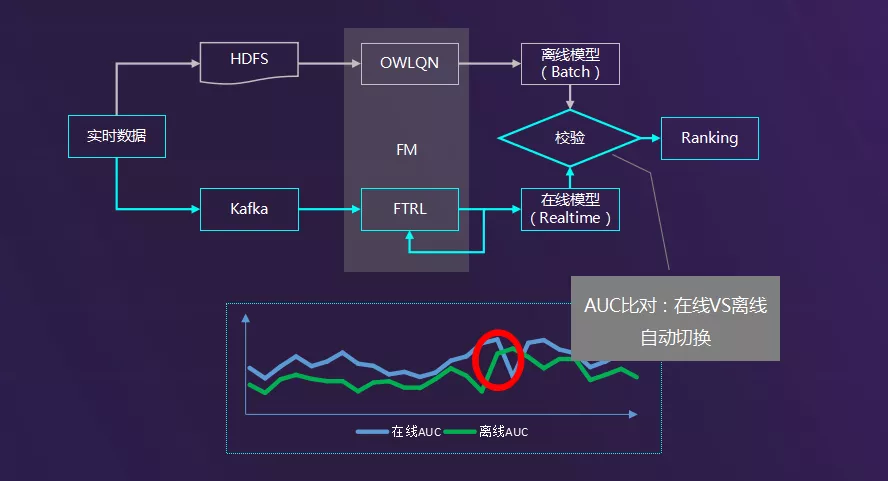 HDFS
OWLQN
离线模型
（Batch）
实时数据
FM
校验
Ranking
Kafka
FTRL
在线模型
（Realtime）
AUC比对：在线VS离线
自动切换
在线AUC
离线AUC